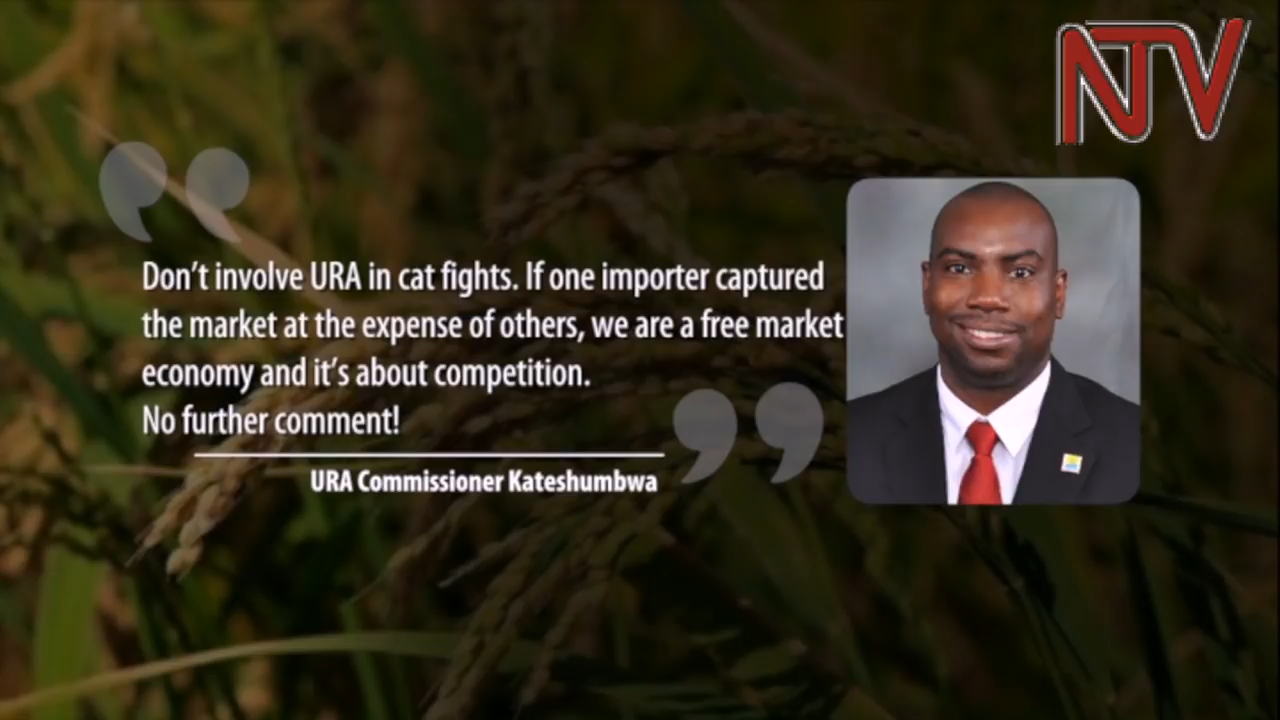 NTV
Don't involve URA in cat fights. If one importer captured
the market at the expense of others, we are a free market
economy and it's about competition.
No further comment!
URA Commissioner Kateshumbwa